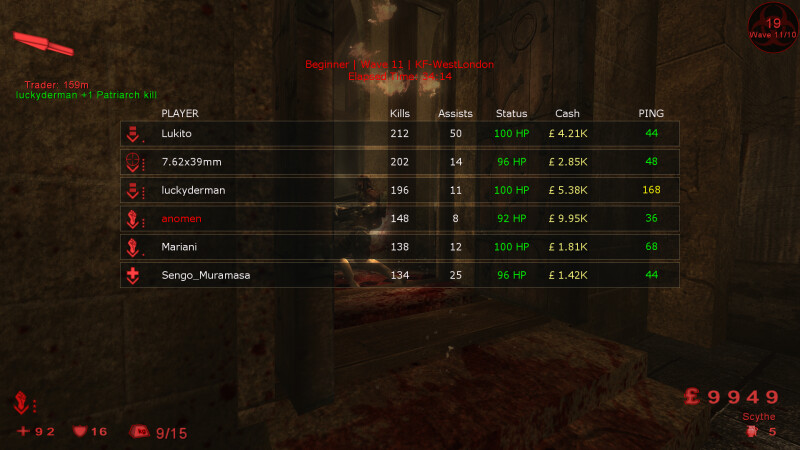 19
Wave 11/10
Beginner | Wave 11 | KF-WestLondon
Trader: 159m
luckyderman +1 Patriarch kill
PLAYER Kills Assists Status Cash PING
Lukito 212 50 100 HP £ 4.21K 44
7.62x39mm 202 14 96 HP £ 2.85K 48
luckyderman 196 11 100 HP £ 5.38K 168
anomen 148 8 92 HP £ 9.95K 36
Mariani 138 12 100 HP £ 1.81K 68
Sengo_Muramasa 134 25 96 HP £ 1.42K 44
£ 9949
Scythe
92 16 9/15 5